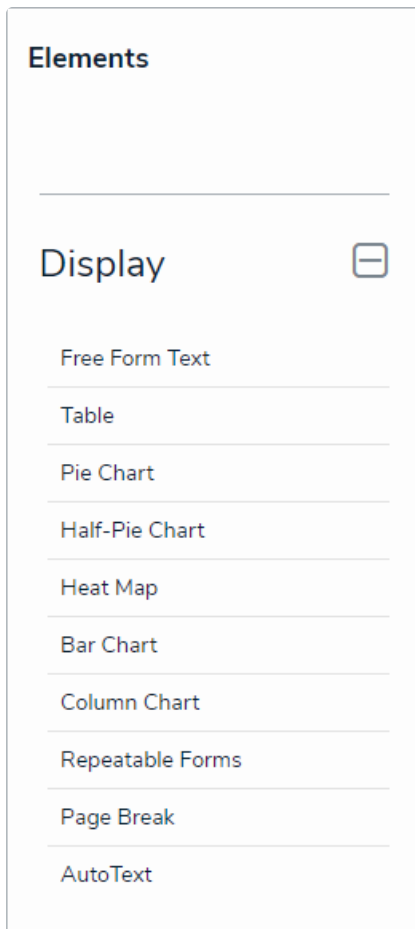 Elements
Display
Free Form Text
Table
Pie Chart
Half-Pie Chart
Heat Map
Bar Chart
Column Chart
Repeatable Forms
Page Break
AutoText